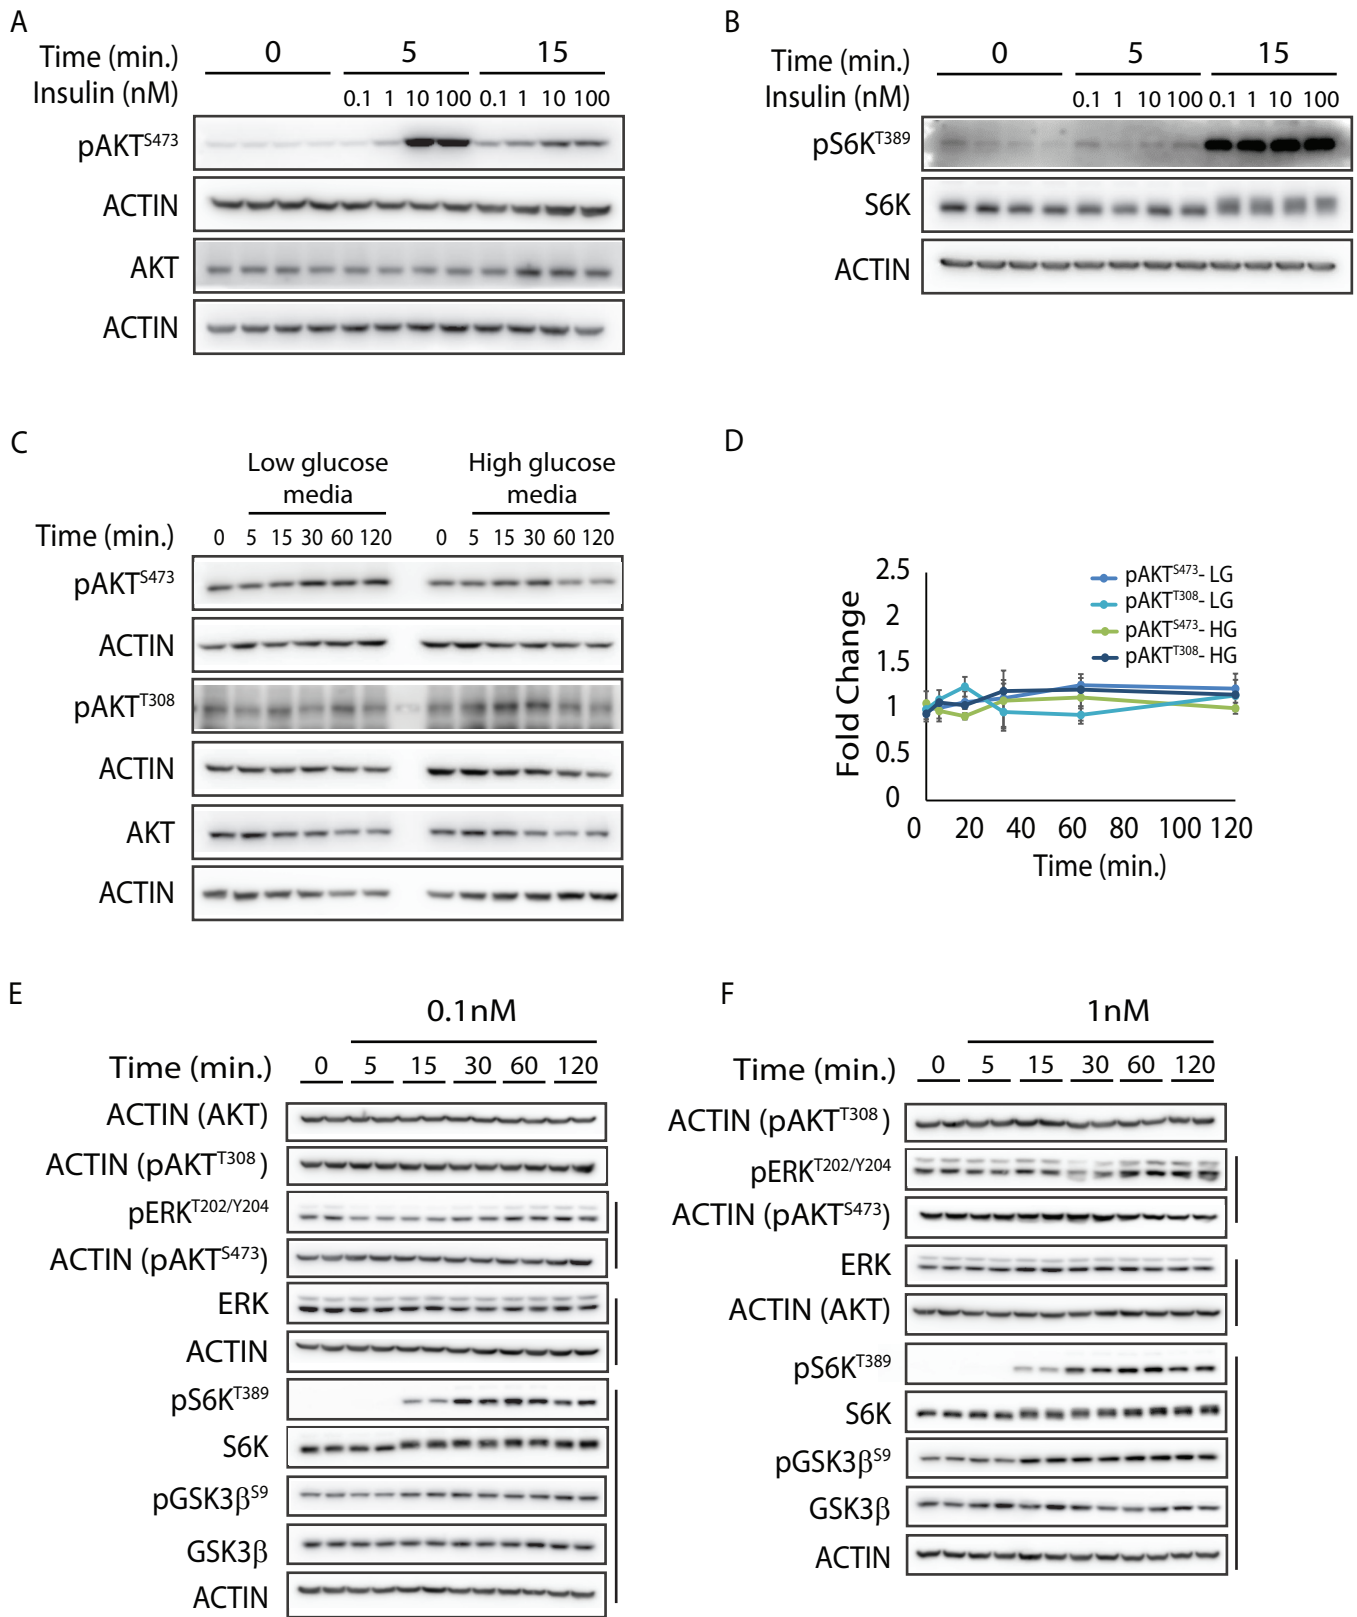 A
Time (min.) 0 5 15
Insulin (nM) 0.1 1 10 100 0.1 1 10 100
pAKTS473
ACTIN
AKT
ACTIN
B
Time (min.) 0 5 15
Insulin (nM) 0.1 1 10 100 0.1 1 10 100
pS6KT389
S6K
ACTIN
C
Low glucose media High glucose media
Time (min.) 0 5 15 30 60 120 0 5 15 30 60 120
pAKTS473
ACTIN
pAKTT308
ACTIN
AKT
ACTIN
D
Fold Change
2.5
2
1.5
1
0.5
0
pAKTS473- LG
pAKTT308- LG
pAKTS473- HG
pAKTT308- HG
0 20 40 60 80 100 120
Time (min.)
E
0.1nM
Time (min.) 0 5 15 30 60 120
ACTIN (AKT)
ACTIN (pAKTT308 )
pERKT202/Y204
ACTIN (pAKTS473)
ERK
ACTIN
pS6KT389
S6K
pGSK3βS9
GSK3β
ACTIN
F
1nM
Time (min.) 0 5 15 30 60 120
ACTIN (pAKTT308 )
pERKT202/Y204
ACTIN (pAKTS473)
ERK
ACTIN (AKT)
pS6KT389
S6K
pGSK3βS9
GSK3β
ACTIN